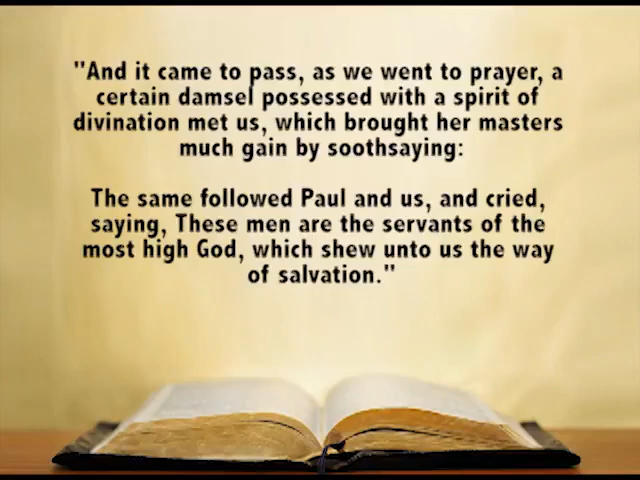 "And it came to pass, as we went to prayer, a
certain damsel possessed with a spirit of
divination met us, which brought her masters
much gain by soothsaying:
The same followed Paul and us, and cried,
saying, These men are the servants of the
most high God, which shew unto us the way
of salvation."